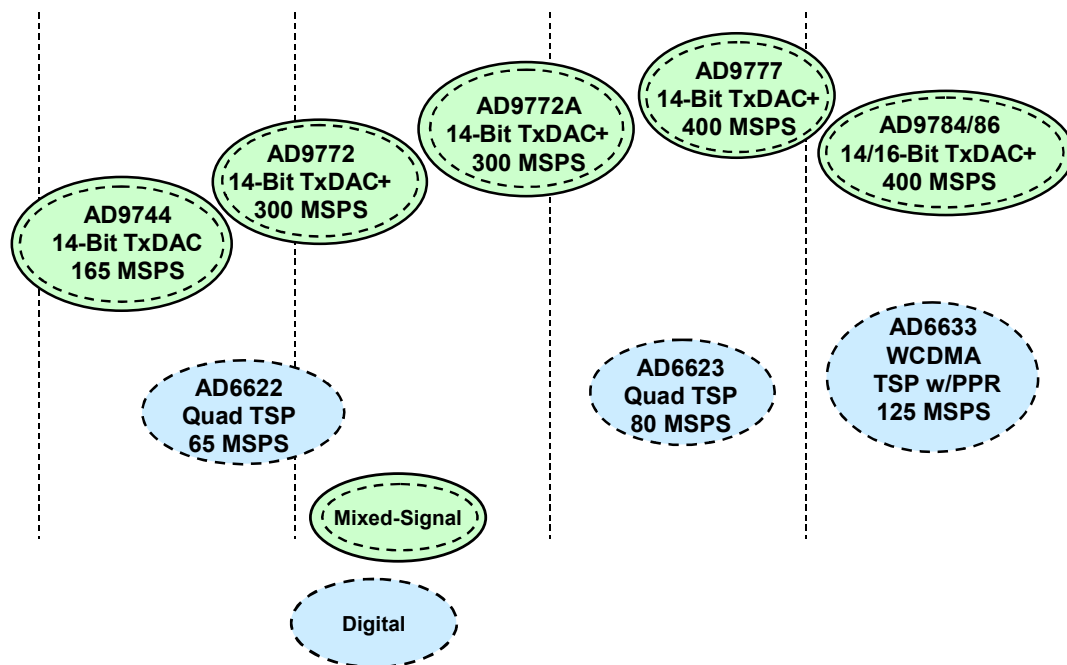 AD9744
14-Bit TxDAC
165 MSPS
AD9772
14-Bit TxDAC+
300 MSPS
AD9772A
14-Bit TxDAC+
300 MSPS
AD9777
14-Bit TxDAC+
400 MSPS
AD9784/86
14/16-Bit TxDAC+
400 MSPS
AD6622
Quad TSP
65 MSPS
AD6623
Quad TSP
80 MSPS
AD6633
WCDMA
TSP w/PPR
125 MSPS
Mixed-Signal
Digital